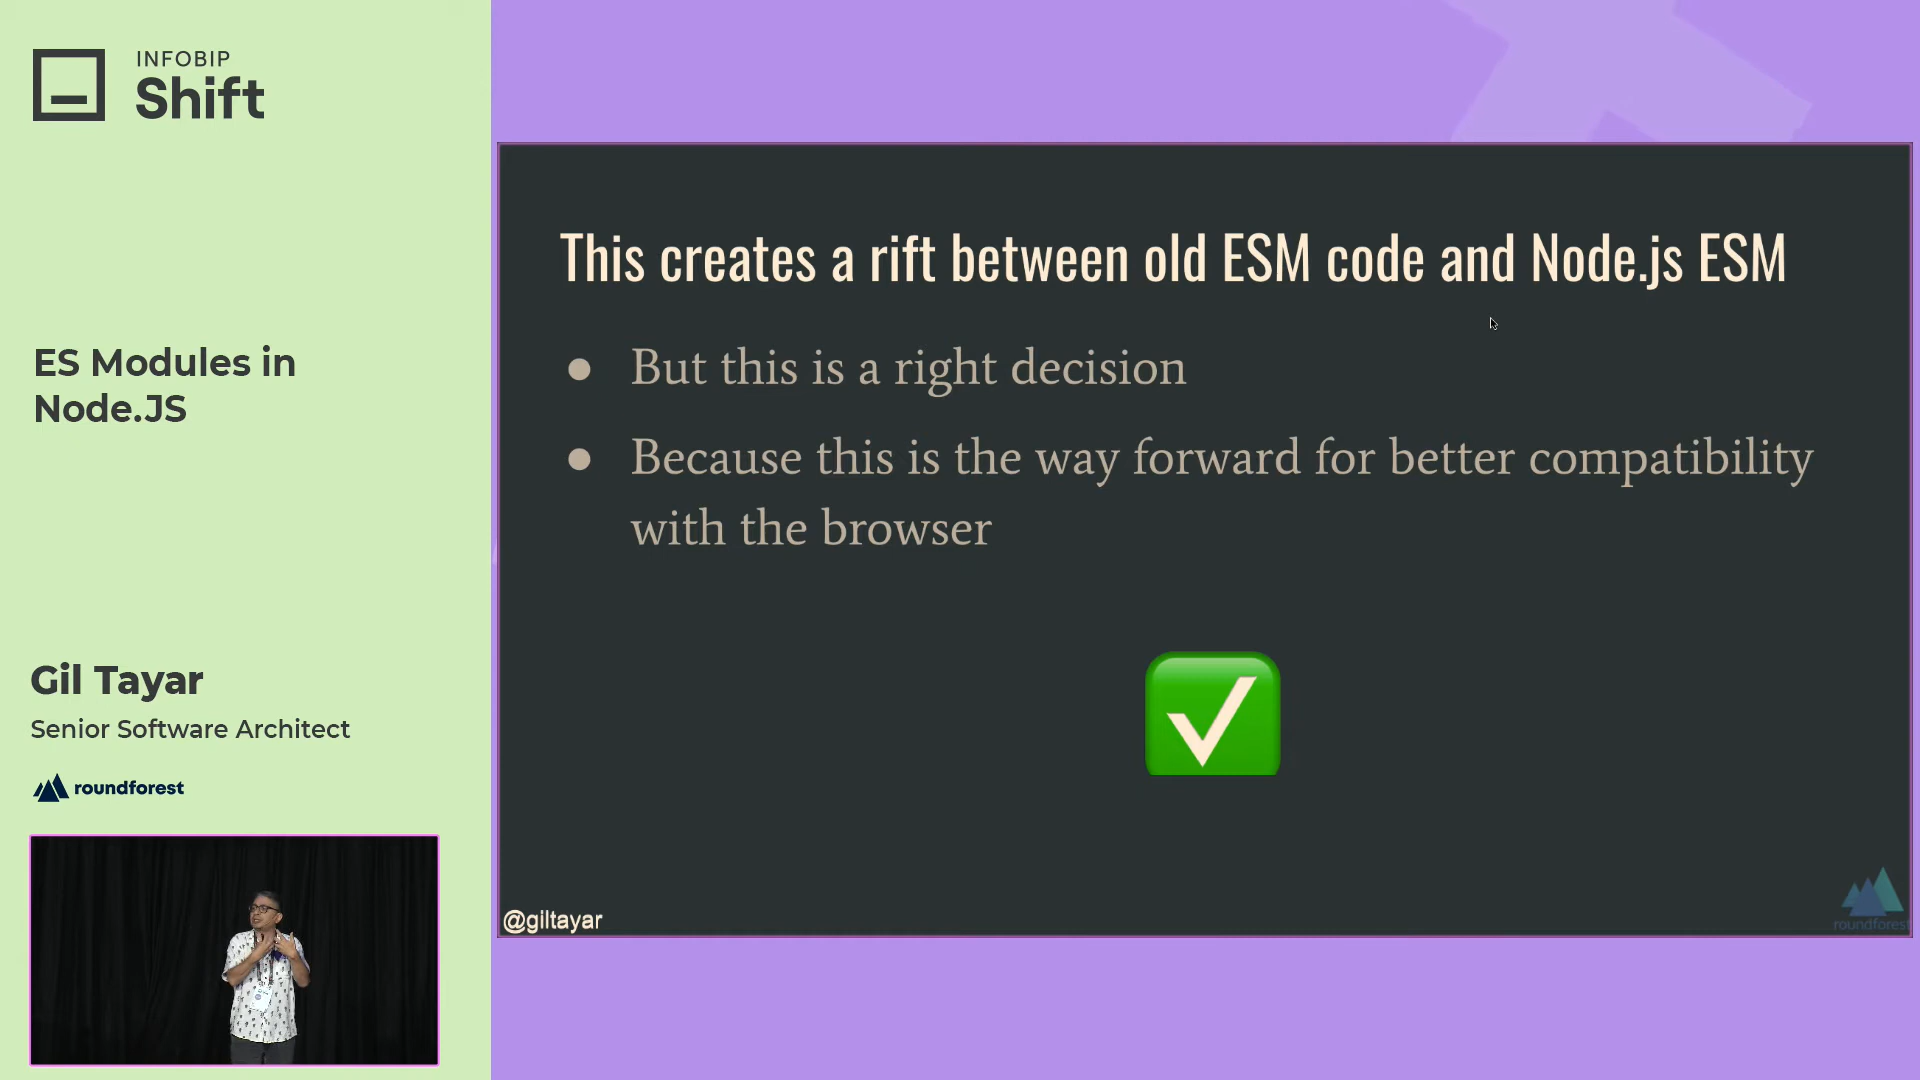 INFOBIP
Shift
ES Modules in
Node.JS
Gil Tayar
Senior Software Architect
roundforest
This creates a rift between old ESM code and Node.js ESM
● But this is a right decision
● Because this is the way forward for better compatibility
with the browser
@giltayar
roundforest